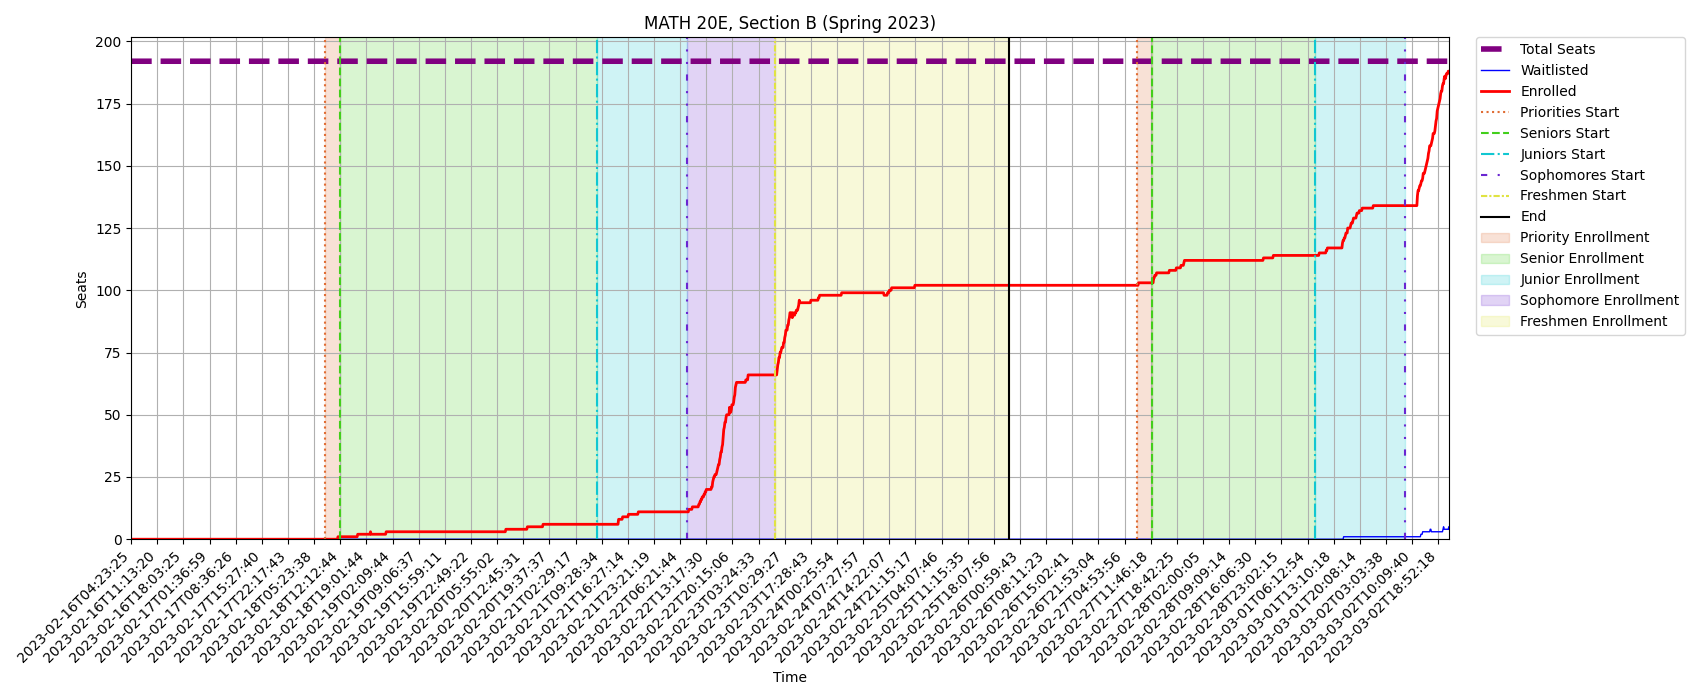 MATH 20E, Section B (Spring 2023)
200
175
150
125
100
75
50
25
0
Seats
2023-02-16T04:23:25
2023-02-16T11:13:20
2023-02-16T18:03:25
2023-02-17T01:36:59
2023-02-17T08:36:26
2023-02-17T15:27:40
2023-02-17T22:17:43
2023-02-18T05:23:38
2023-02-18T12:12:44
2023-02-18T19:01:44
2023-02-19T02:09:44
2023-02-19T09:06:37
2023-02-19T15:59:11
2023-02-19T22:49:22
2023-02-20T05:55:02
2023-02-20T12:45:31
2023-02-20T19:37:37
2023-02-21T02:29:17
2023-02-21T09:28:34
2023-02-21T16:27:14
2023-02-21T23:21:19
2023-02-22T06:21:44
2023-02-22T13:17:30
2023-02-22T20:15:06
2023-02-23T03:24:33
2023-02-23T10:29:27
2023-02-23T17:28:43
2023-02-24T00:25:54
2023-02-24T07:27:57
2023-02-24T14:22:07
2023-02-24T21:15:17
2023-02-25T04:07:46
2023-02-25T11:15:35
2023-02-25T18:07:56
2023-02-26T00:59:43
2023-02-26T08:11:23
2023-02-26T15:02:41
2023-02-26T21:53:04
2023-02-27T04:53:56
2023-02-27T11:46:18
2023-02-27T18:42:25
2023-02-28T02:00:05
2023-02-28T09:09:14
2023-02-28T16:06:30
2023-02-28T23:02:15
2023-03-01T06:12:54
2023-03-01T13:10:18
2023-03-01T20:08:14
2023-03-02T03:03:38
2023-03-02T10:09:40
2023-03-02T18:52:18
Time
Total Seats
Waitlisted
Enrolled
Priorities Start
Seniors Start
Juniors Start
Sophomores Start
Freshmen Start
End
Priority Enrollment
Senior Enrollment
Junior Enrollment
Sophomore Enrollment
Freshmen Enrollment